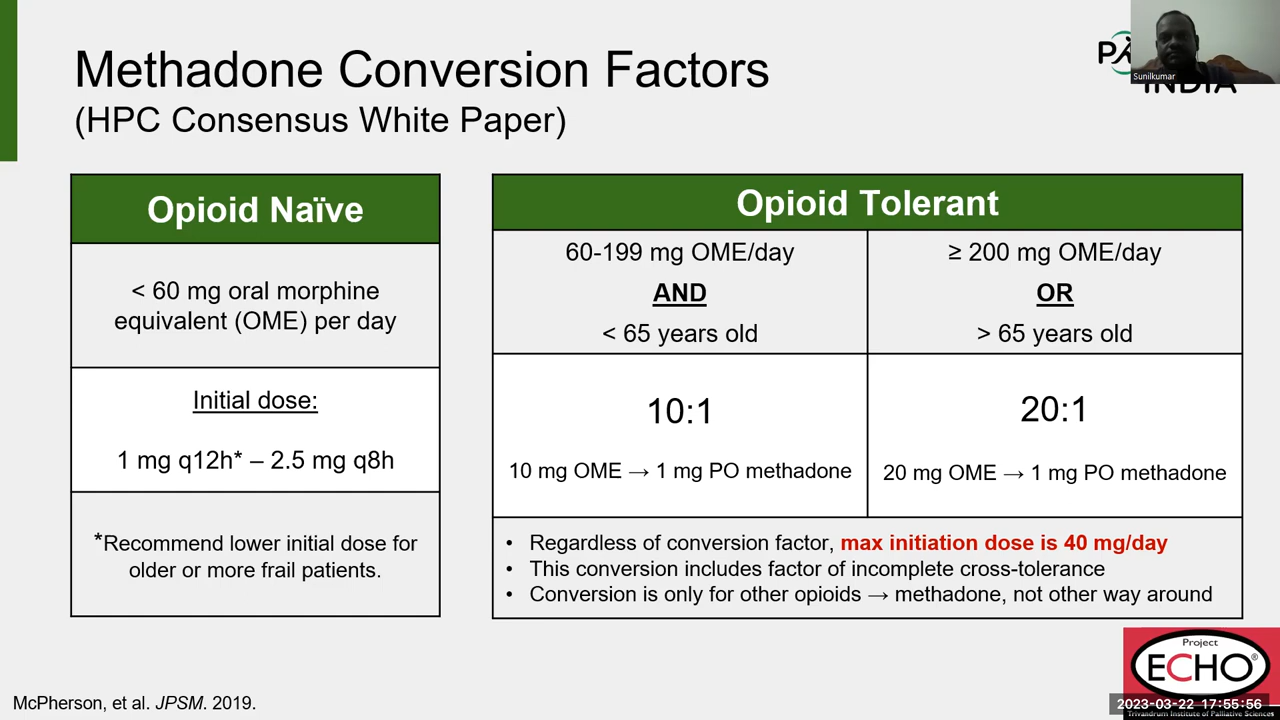 Methadone Conversion Factors
(HPC Consensus White Paper)
INDIA
Sunilkumar
Opioid Naïve
< 60 mg oral morphine
equivalent (OME) per day
Initial dose:
1 mg q12h* – 2.5 mg q8h
*Recommend lower initial dose for
older or more frail patients.
Opioid Tolerant
60-199 mg OME/day
AND
< 65 years old
≥ 200 mg OME/day
OR
> 65 years old
10:1
10 mg OME → 1 mg PO methadone
20:1
20 mg OME → 1 mg PO methadone
• Regardless of conversion factor, max initiation dose is 40 mg/day
• This conversion includes factor of incomplete cross-tolerance
• Conversion is only for other opioids → methadone, not other way around
McPherson, et al. JPSM. 2019.
Project
ECHO®
2023-03-22 17:55:56
Trivandrum Institute of Palliative Sciences